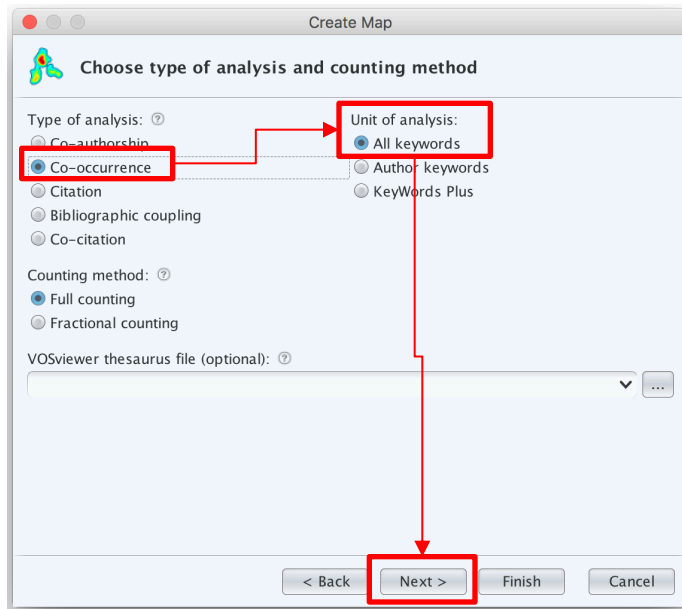 Create Map
Choose type of analysis and counting method
Type of analysis: ?
Co-authorship
Co-occurrence
Citation
Bibliographic coupling
Co-citation
Unit of analysis:
All keywords
Author keywords
KeyWords Plus
Counting method: ?
Full counting
Fractional counting
VOSviewer thesaurus file (optional): ?
...
< Back
Next >
Finish
Cancel